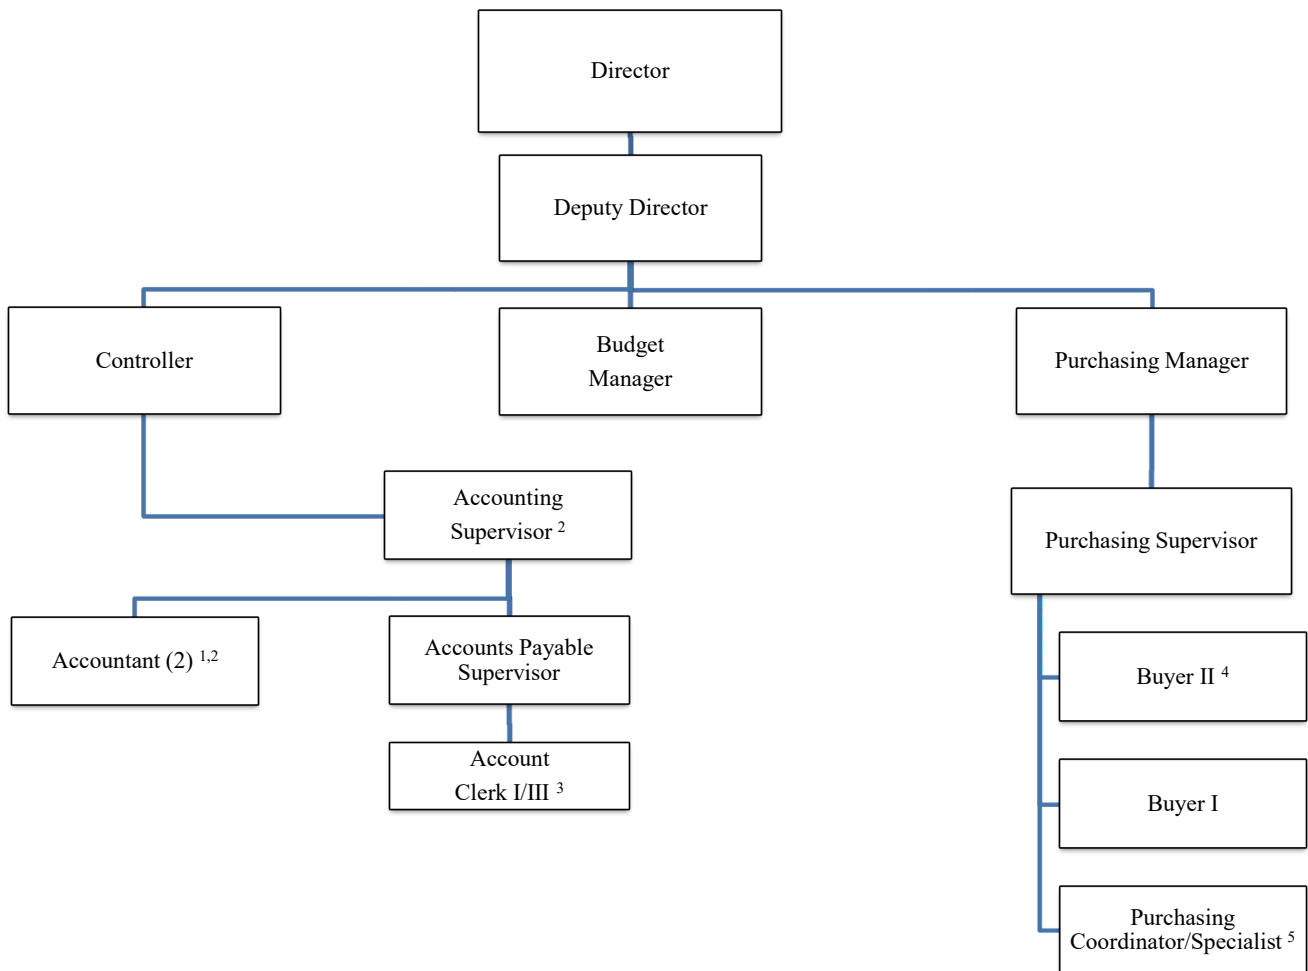 Director
Deputy Director
Controller
Budget
Manager
Purchasing Manager
Accounting
Supervisor ²
Purchasing Supervisor
Accountant (2) ¹,²
Accounts Payable
Supervisor
Buyer II ⁴
Account
Clerk I/III ³
Buyer I
Purchasing
Coordinator/Specialist ⁵